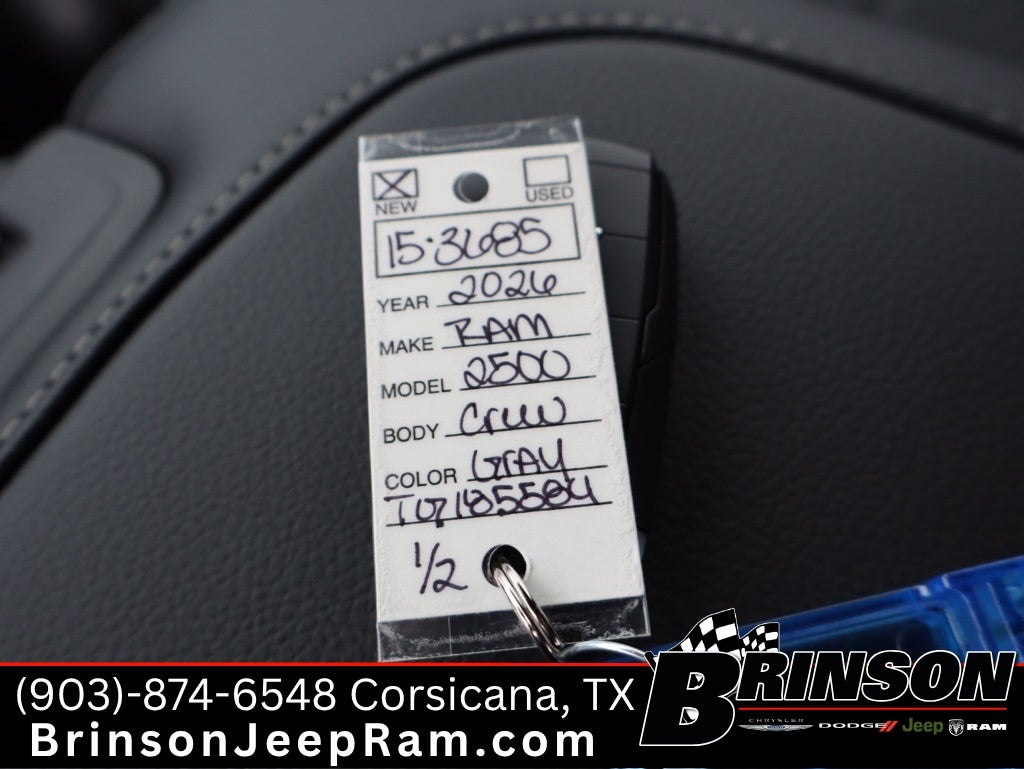 NEW USED
15-3685
YEAR 2026
MAKE RAM
MODEL 2500
BODY Crew
COLOR GRAY
1/2
(903)-874-6548 Corsicana, TX
BrinsonJeepRam.com
BRINSON
CHRYSLER DODGE Jeep RAM